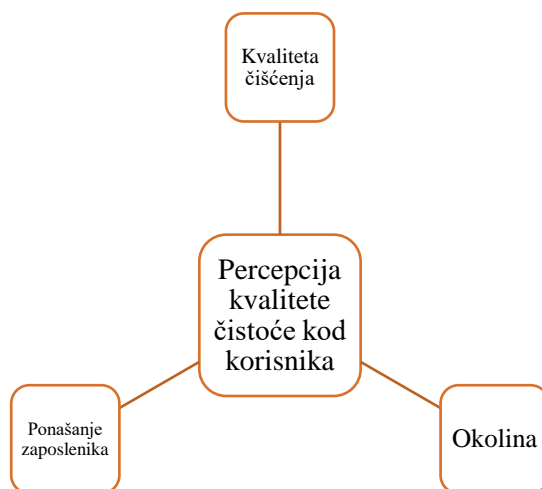 Kvaliteta
čišćenja
Percepcija
kvalitete
čistoće kod
korisnika
Ponašanje
zaposlenika
Okolina